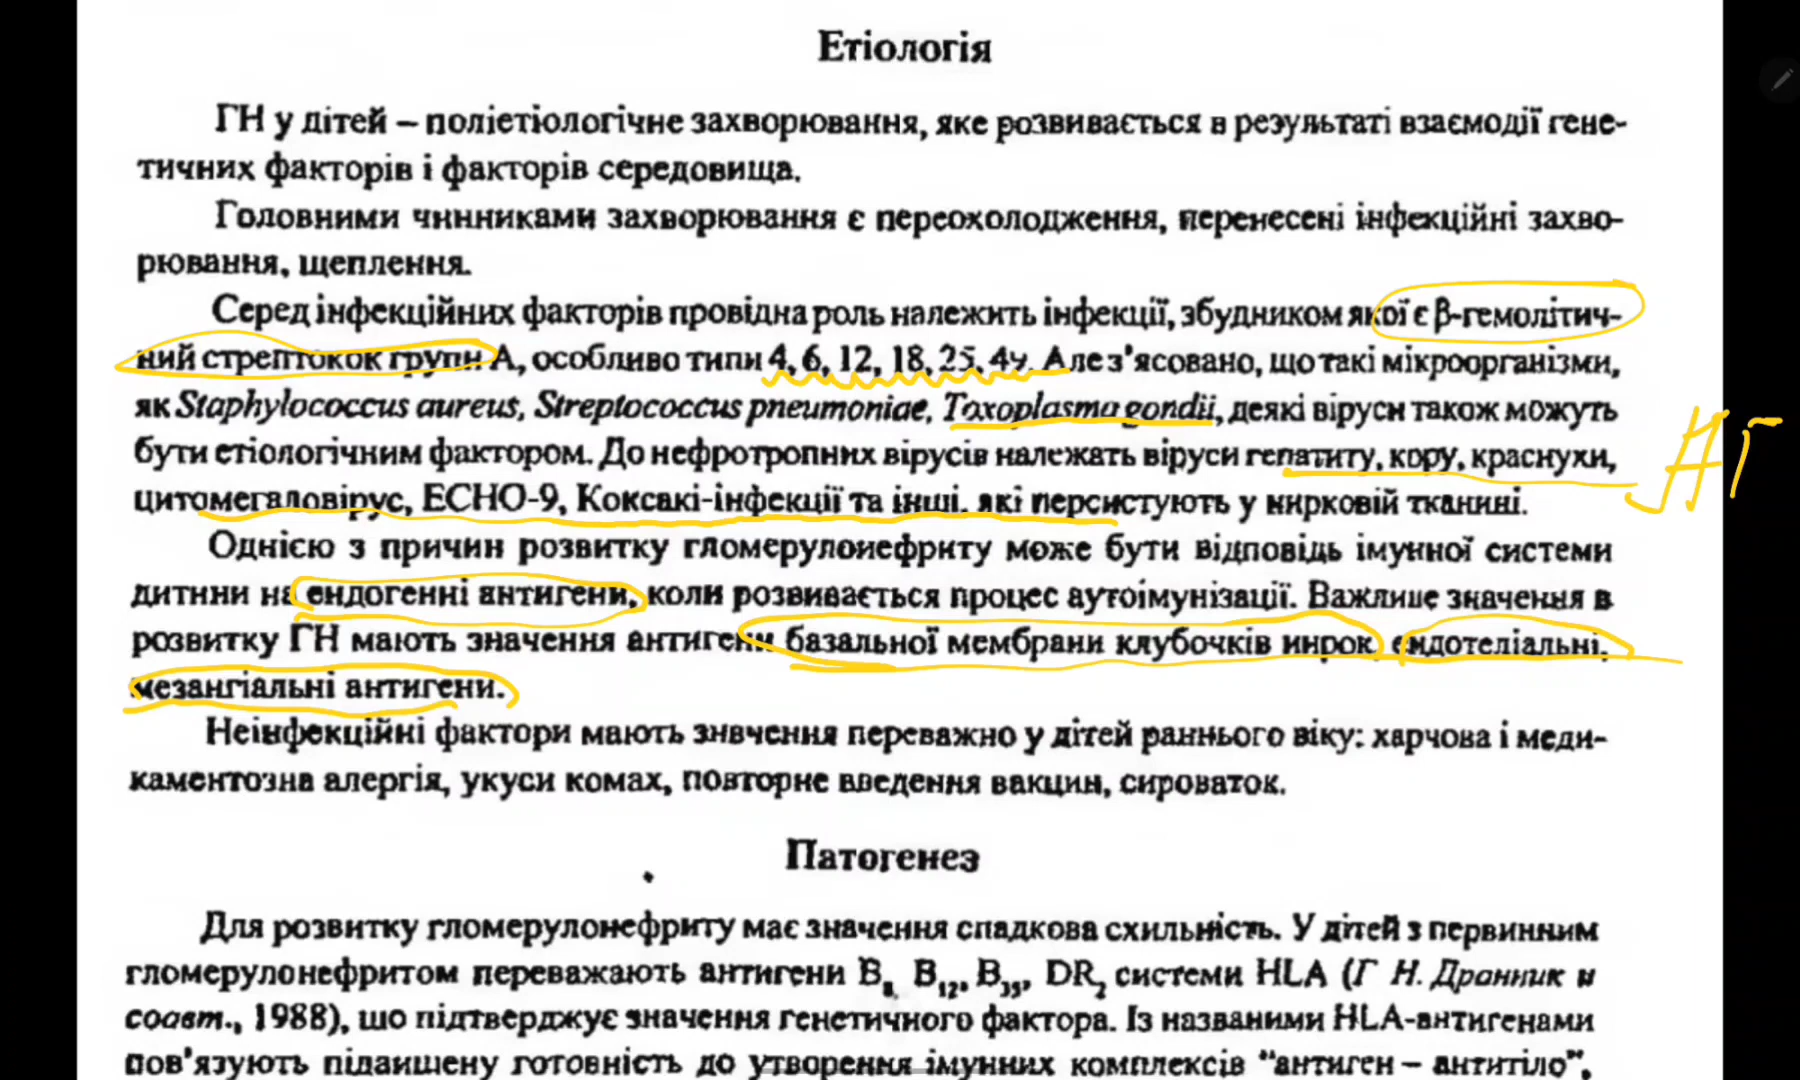 Етіологія
ГН у дітей – поліетіологічне захворювання, яке розвивається в результаті взаємодії гене-
тичних факторів і факторів середовища.
Головними чинниками захворювання є переохолодження, перенесені інфекційні захво-
рювання, щеплення.
Серед інфекційних факторів провідна роль належить інфекції, збудником якої є β-гемолітич-
ний стрептокок групи А, особливо типи 4, 6, 12, 18, 25, 49. Але з’ясовано, що такі мікроорганізми,
як Staphylococcus aureus, Streptococcus pneumoniae, Toxoplasma gondii, деякі віруси також можуть
бути етіологічним фактором. До нефротропних вірусів належать віруси гепатиту, кору, краснухи,
цитомегаловірус, ECHO-9, Коксакі-інфекції та інші, які персистують у нирковій тканині.
Однією з причин розвитку гломерулонефриту може бути відповідь імунної системи
дитини на ендогенні антигени, коли розвивається процес аутоімунізації. Важливе значення в
розвитку ГН мають значення антигени базальної мембрани клубочків нирок, ендотеліальні,
мезангіальні антигени.
Неінфекційні фактори мають значення переважно у дітей раннього віку: харчова і меди-
каментозна алергія, укуси комах, повторне введення вакцин, сироваток.
Патогенез
Для розвитку гломерулонефриту має значення спадкова схильність. У дітей з первинним
гломерулонефритом переважають антигени B₈, B₁₂, B₃₅, DR₂ системи HLA (Г Н. Дранник и
соавт., 1988), що підтверджує значення генетичного фактора. Із названими HLA-антигенами
пов’язують підвищену готовність до утворення імунних комплексів “антиген – антитіло”,